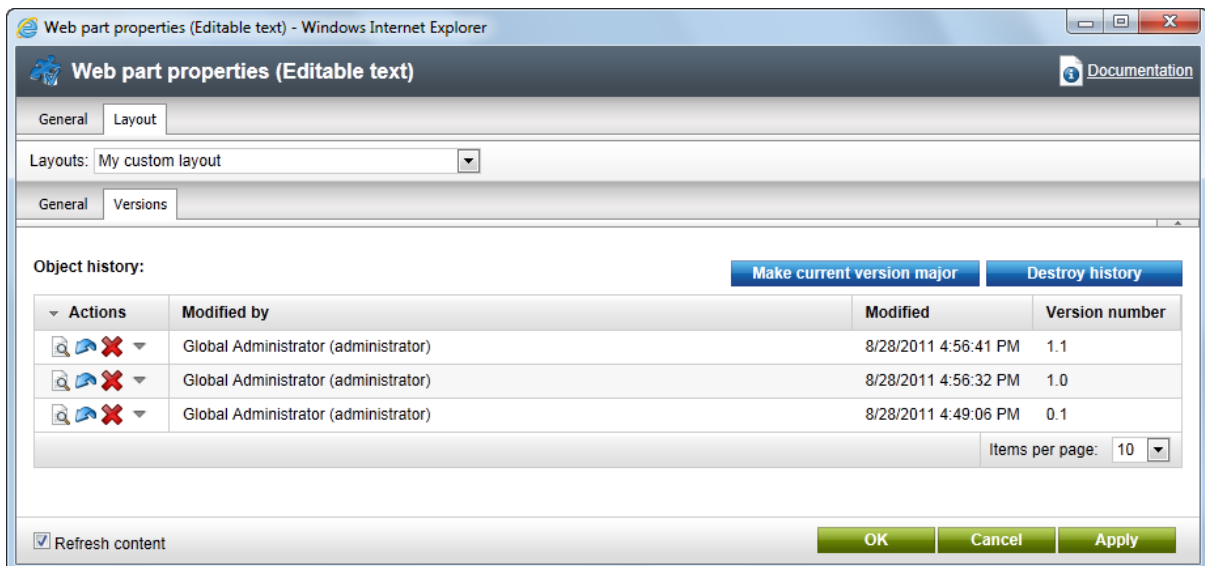 Web part properties (Editable text) - Windows Internet Explorer
Web part properties (Editable text) Documentation
General Layout
Layouts: My custom layout
General Versions
Object history: Make current version major Destroy history
Actions Modified by Modified Version number
Global Administrator (administrator) 8/28/2011 4:56:41 PM 1.1
Global Administrator (administrator) 8/28/2011 4:56:32 PM 1.0
Global Administrator (administrator) 8/28/2011 4:49:06 PM 0.1
Items per page: 10
Refresh content OK Cancel Apply